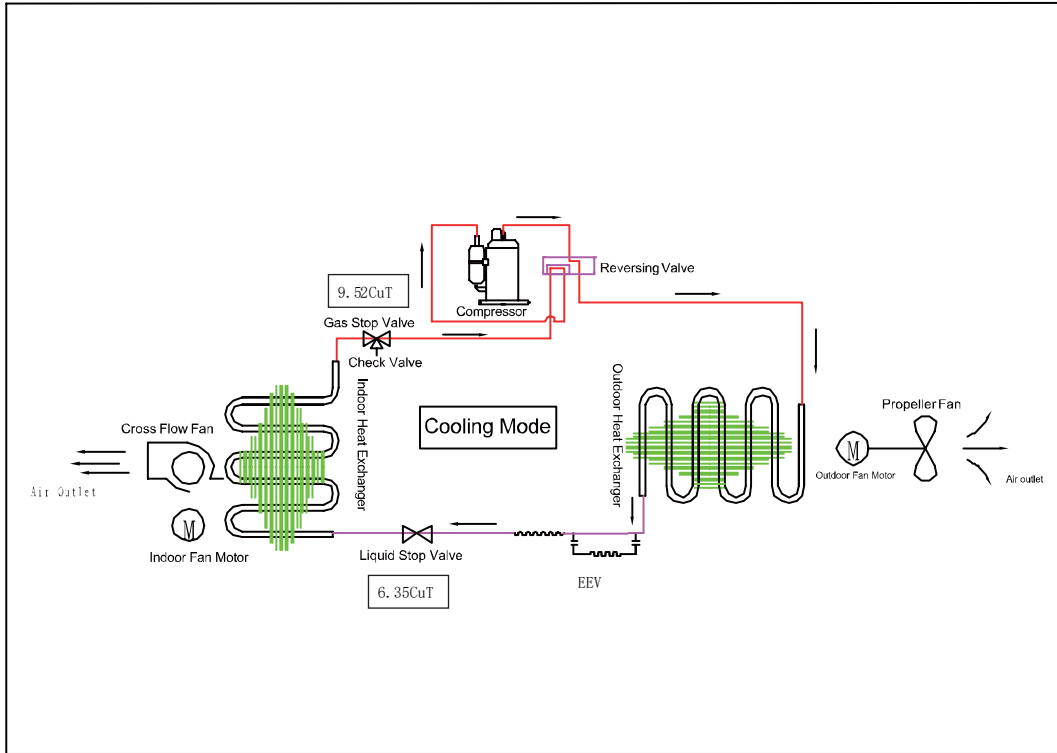 Reversing Valve
9.52CuT
Compressor
Gas Stop Valve
Check Valve
Indoor Heat Exchanger
Outdoor Heat Exchanger
Cooling Mode
Propeller Fan
Cross Flow Fan
M
Outdoor Fan Motor
Air outlet
Air Outlet
M
Indoor Fan Motor
Liquid Stop Valve
EEV
6.35CuT